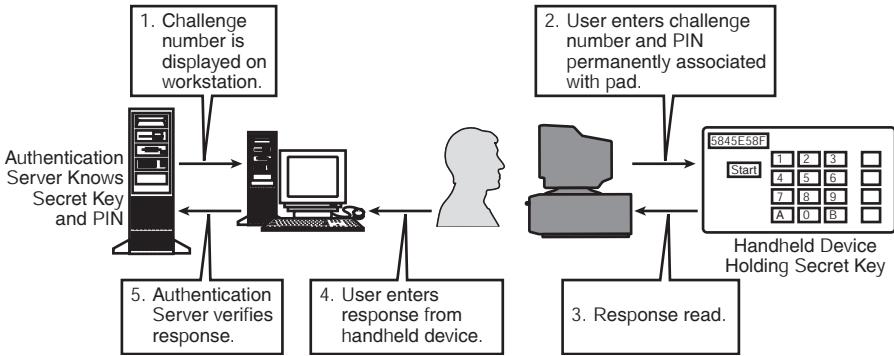 1. Challenge
number is
displayed on
workstation.
2. User enters challenge
number and PIN
permanently associated
with pad.
Authentication
Server Knows
Secret Key
and PIN
5845E58F
Start
1 2 3
4 5 6
7 8 9
A 0 B
Handheld Device
Holding Secret Key
5. Authentication
Server verifies
response.
4. User enters
response from
handheld device.
3. Response read.